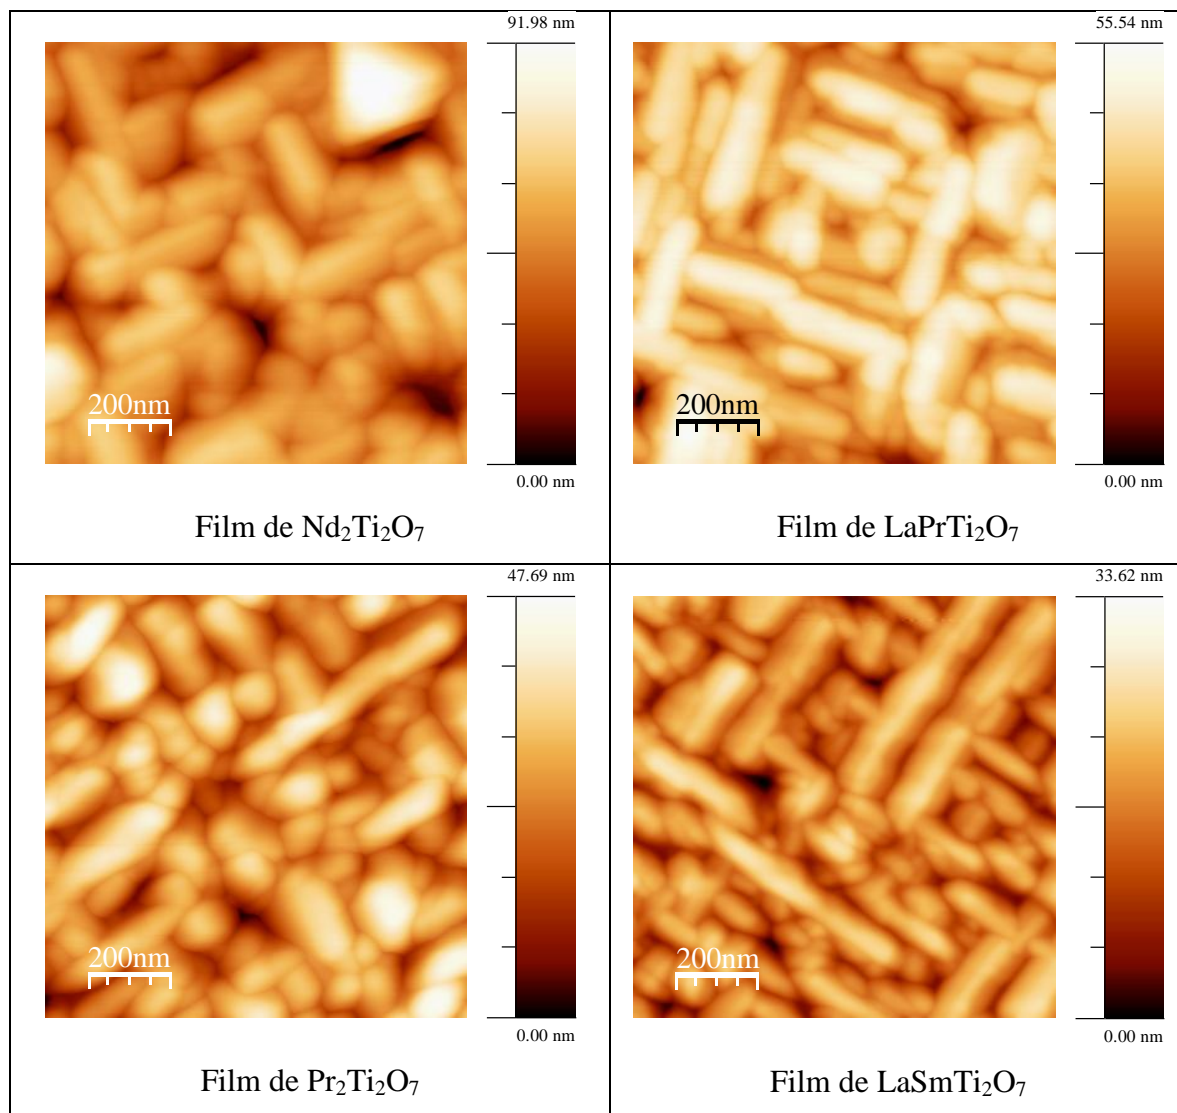 91.98 nm
200nm
0.00 nm
Film de Nd₂Ti₂O₇
55.54 nm
200nm
0.00 nm
Film de LaPrTi₂O₇
47.69 nm
200nm
0.00 nm
Film de Pr₂Ti₂O₇
33.62 nm
200nm
0.00 nm
Film de LaSmTi₂O₇